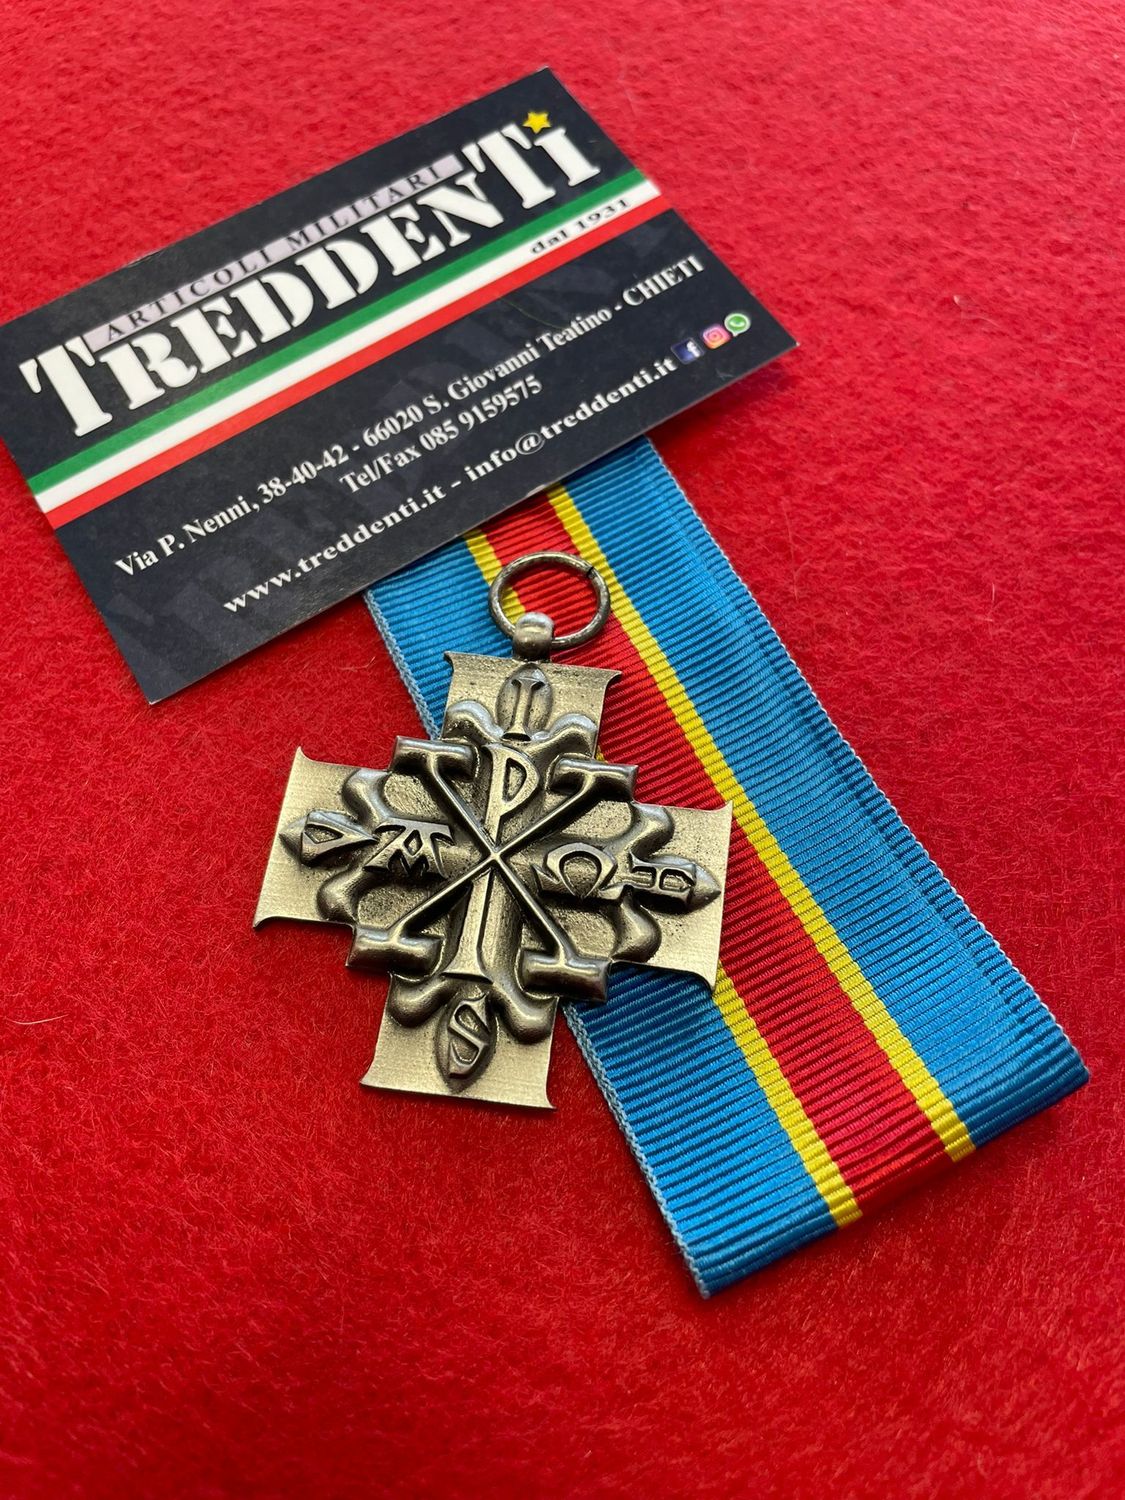 ARTICOLI MILITARI
TREDDENTi
dal 1931
Via P. Nenni, 38-40-42 - 66020 S. Giovanni Teatino - CHIETI
Tel/Fax 085 9159575
www.treddenti.it - info@treddenti.it
I
P
V A Ω H
S